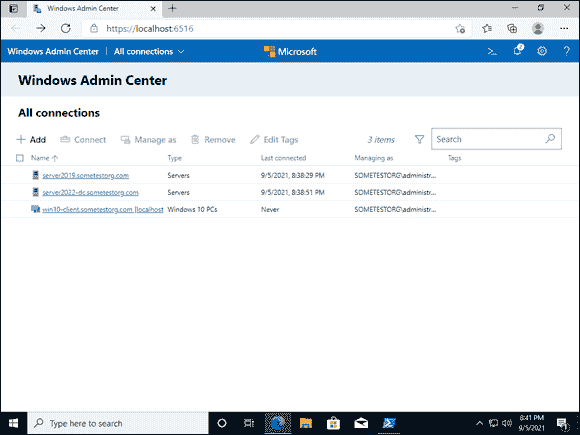 Windows Admin Center
https://localhost:6516
Windows Admin Center | All connections Microsoft 2
Windows Admin Center
All connections
Add Connect Manage as Remove Edit Tags 3 items Search
Name Type Last connected Managing as Tags
server2019.sometestorg.com Servers 9/5/2021, 8:38:29 PM SOMETESTORG\administr...
server2022-dc.sometestorg.com Servers 9/5/2021, 8:38:51 PM SOMETESTORG\administr...
win10-client.sometestorg.com [localhost Windows 10 PCs Never SOMETESTORG\administr...
Type here to search 8:41 PM
9/5/2021